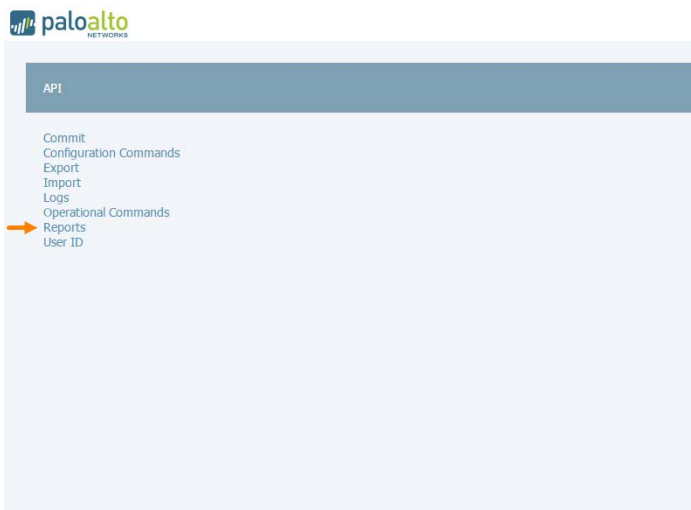 paloalto
NETWORKS
API
Commit
Configuration Commands
Export
Import
Logs
Operational Commands
Reports
User ID